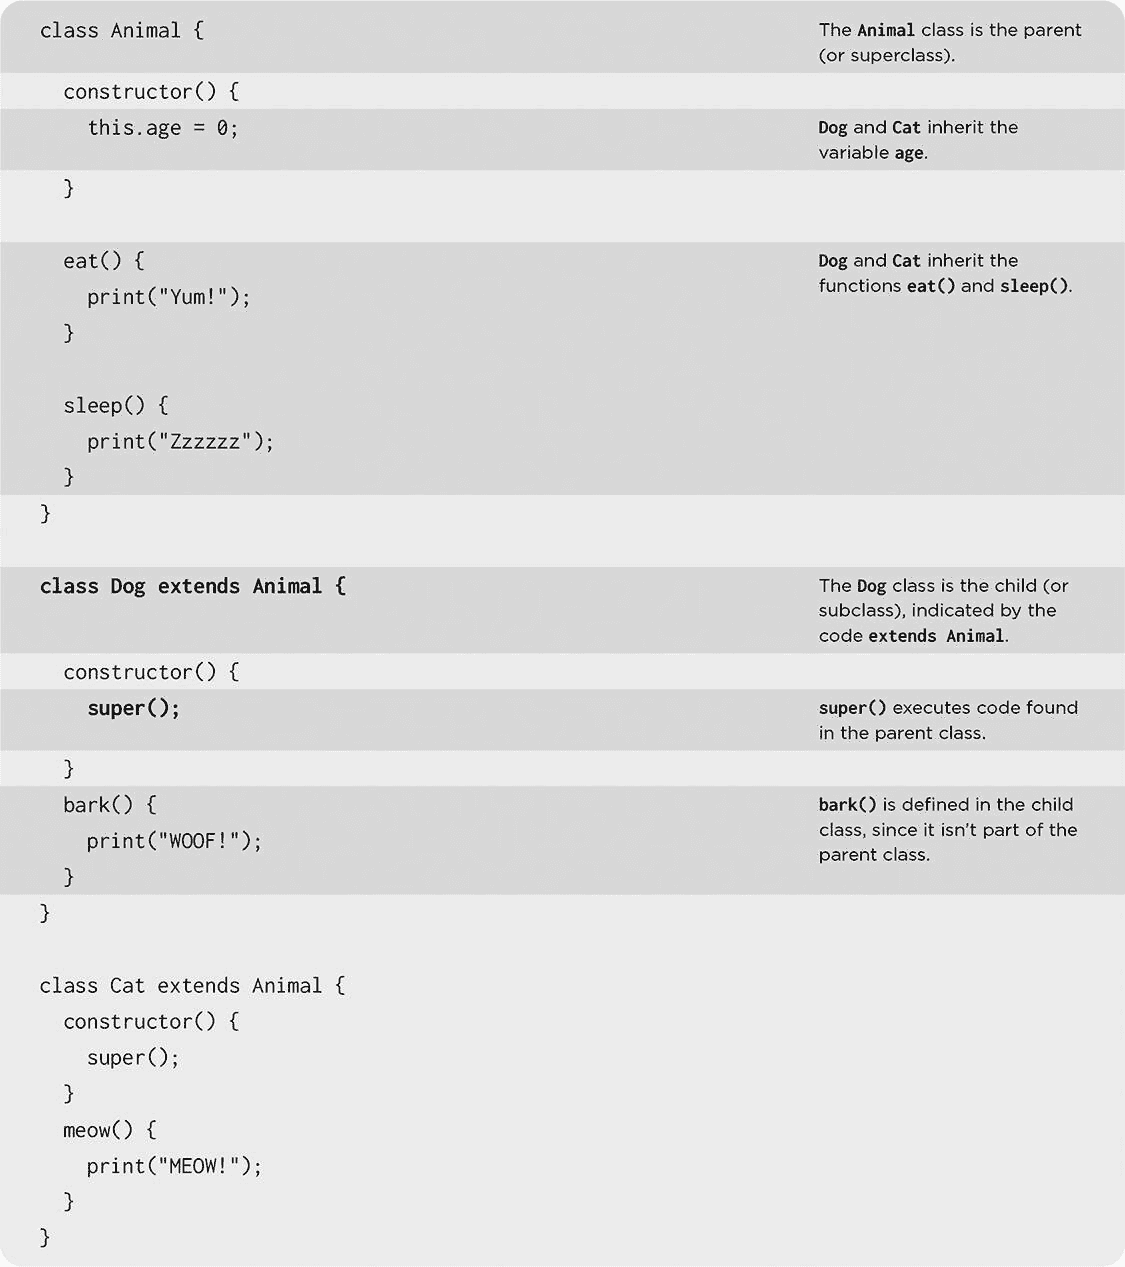 class Animal {
The Animal class is the parent
(or superclass).
constructor() {
this.age = 0;
Dog and Cat inherit the
variable age.
}
eat() {
Dog and Cat inherit the
print("Yum!");
functions eat() and sleep().
}
sleep() {
print("Zzzzzz");
}
}
class Dog extends Animal {
The Dog class is the child (or
subclass), indicated by the
code extends Animal.
constructor() {
super();
super() executes code found
in the parent class.
}
bark() {
bark() is defined in the child
class, since it isn’t part of the
parent class.
print("WOOF!");
}
}
class Cat extends Animal {
constructor() {
super();
}
meow() {
print("MEOW!");
}
}